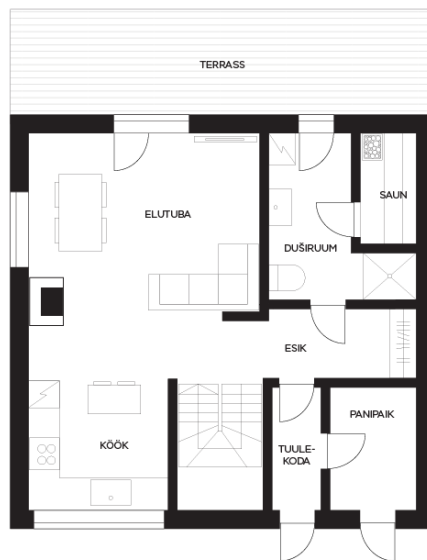 TERRASS
ELUTUBA
SAUN
DUŠIRUUM
ESIK
PANIPAIK
KÖÖK
TUULE-
KODA